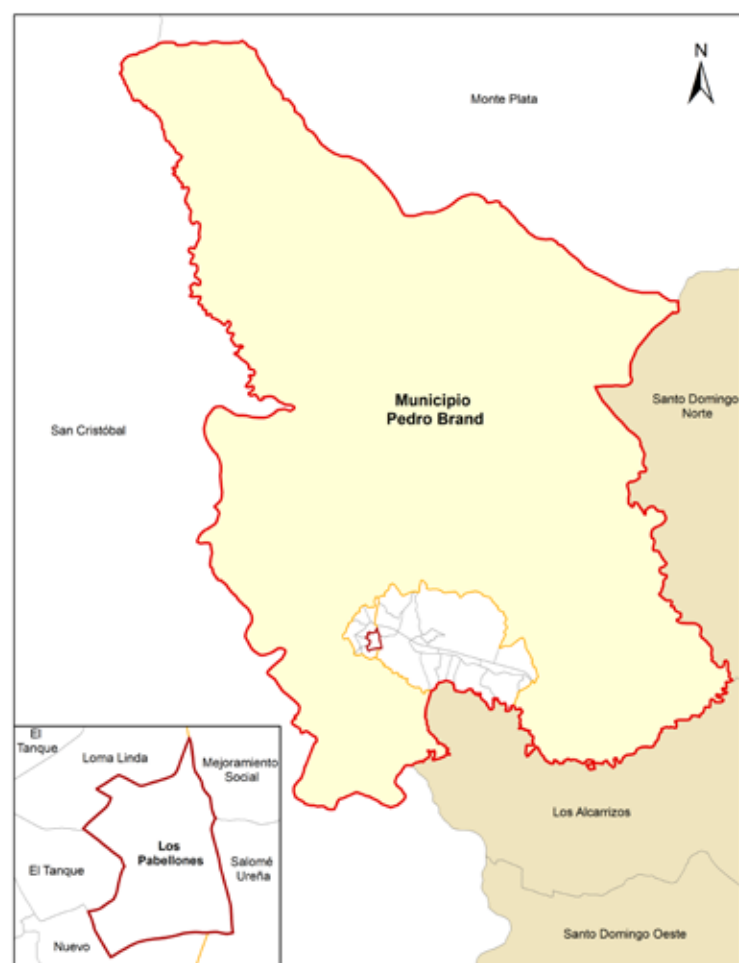 N
Monte Plata
Municipio
Pedro Brand
Santo Domingo
Norte
San Cristóbal
El
Tanque
Loma Linda
Mejoramiento
Social
Los
Pabellones
El Tanque
Salomé
Ureña
Nuevo
Los Alcarrizos
Santo Domingo Oeste